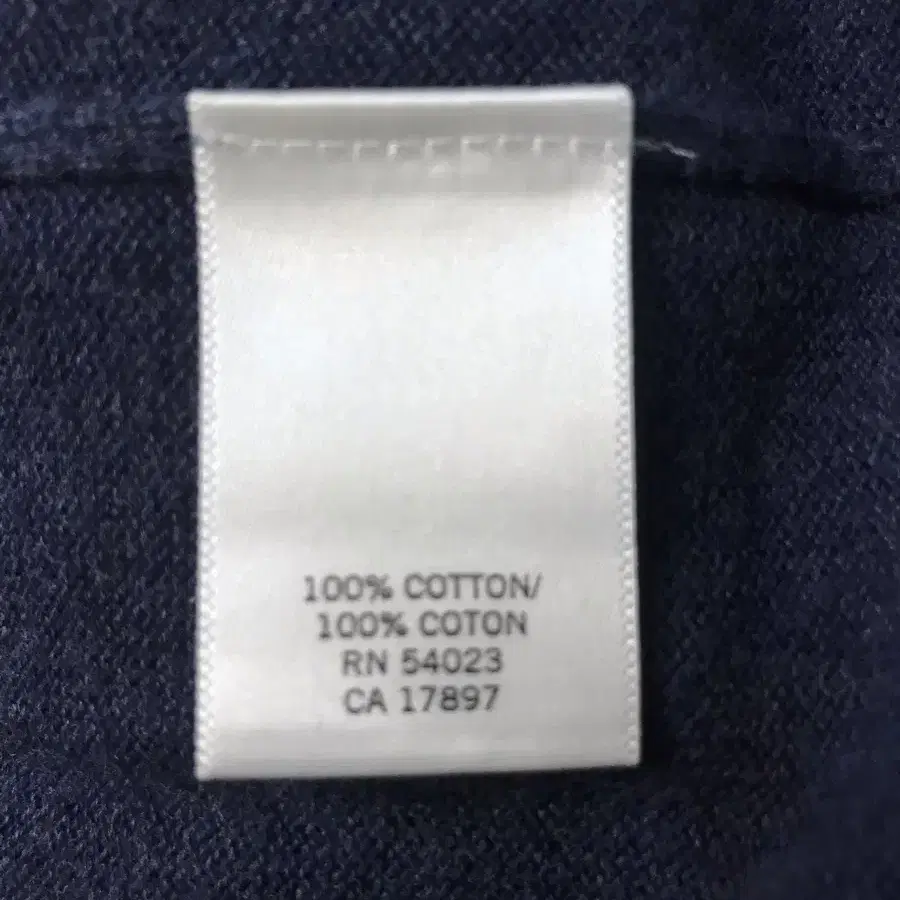 100% COTTON/
100% COTON
RN 54023
CA 17897